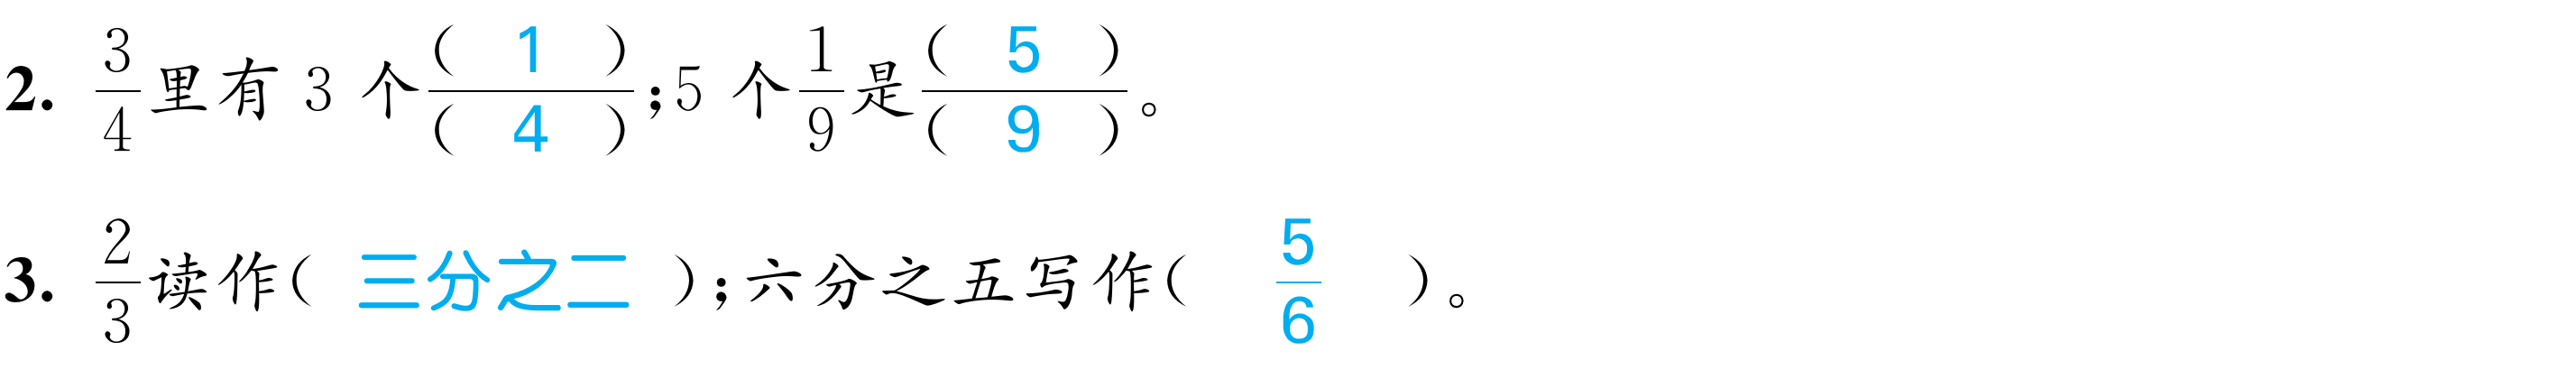 2. 3/4里有 3 个( 1 )/( 4 );5 个1/9是( 5 )/( 9 )。
3. 2/3读作( 三分之二 );六分之五写作( 5/6 )。